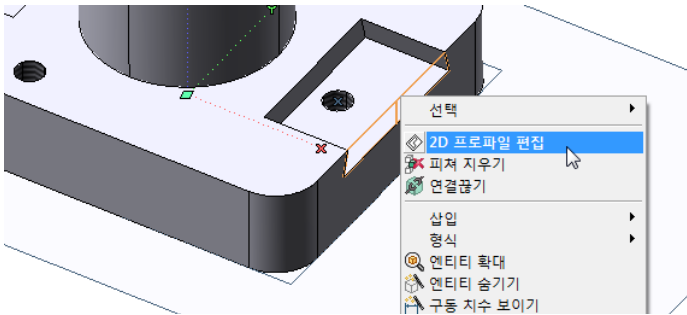 선택
2D 프로파일 편집
피쳐 지우기
연결끊기
삽입
형식
엔티티 확대
엔티티 숨기기
구동 치수 보이기